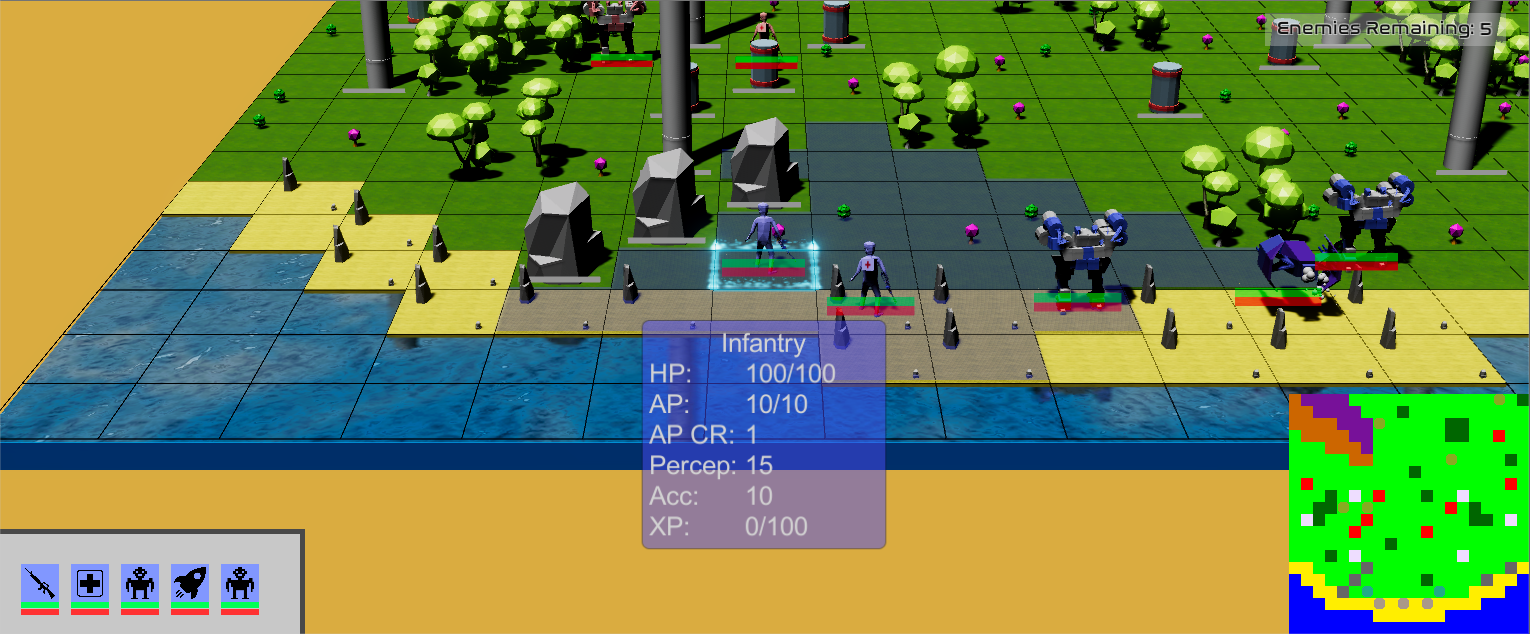 Enemies Remaining: 5
Infantry
HP: 100/100
AP: 10/10
AP CR: 1
Percep: 15
Acc: 10
XP: 0/100